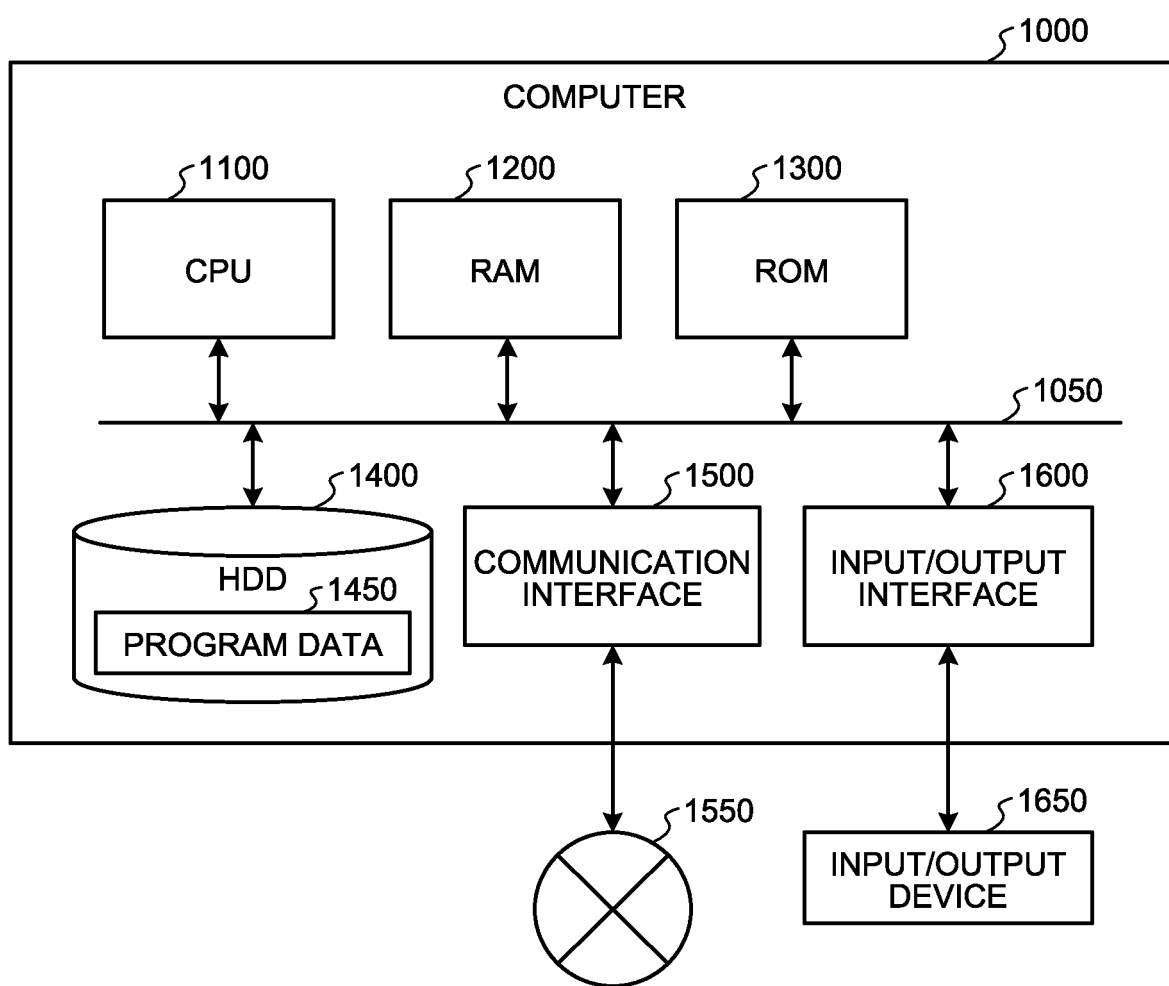 1000
COMPUTER
1100
1200
1300
CPU
RAM
ROM
1050
1400
1500
1600
HDD
COMMUNICATION
INTERFACE
INPUT/OUTPUT
INTERFACE
1450
PROGRAM DATA
1550
1650
INPUT/OUTPUT
DEVICE